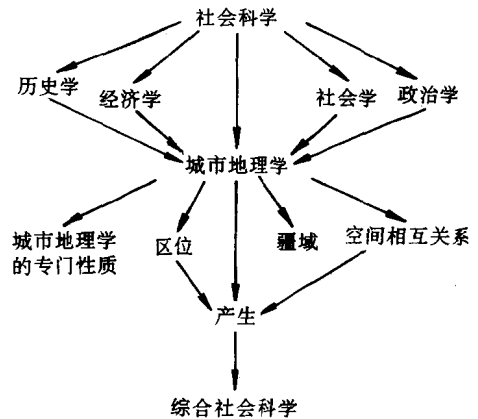 社会科学
历史学
经济学
社会学
政治学
城市地理学
城市地理学
的专门性质
区位
疆域
空间相互关系
产生
综合社会科学